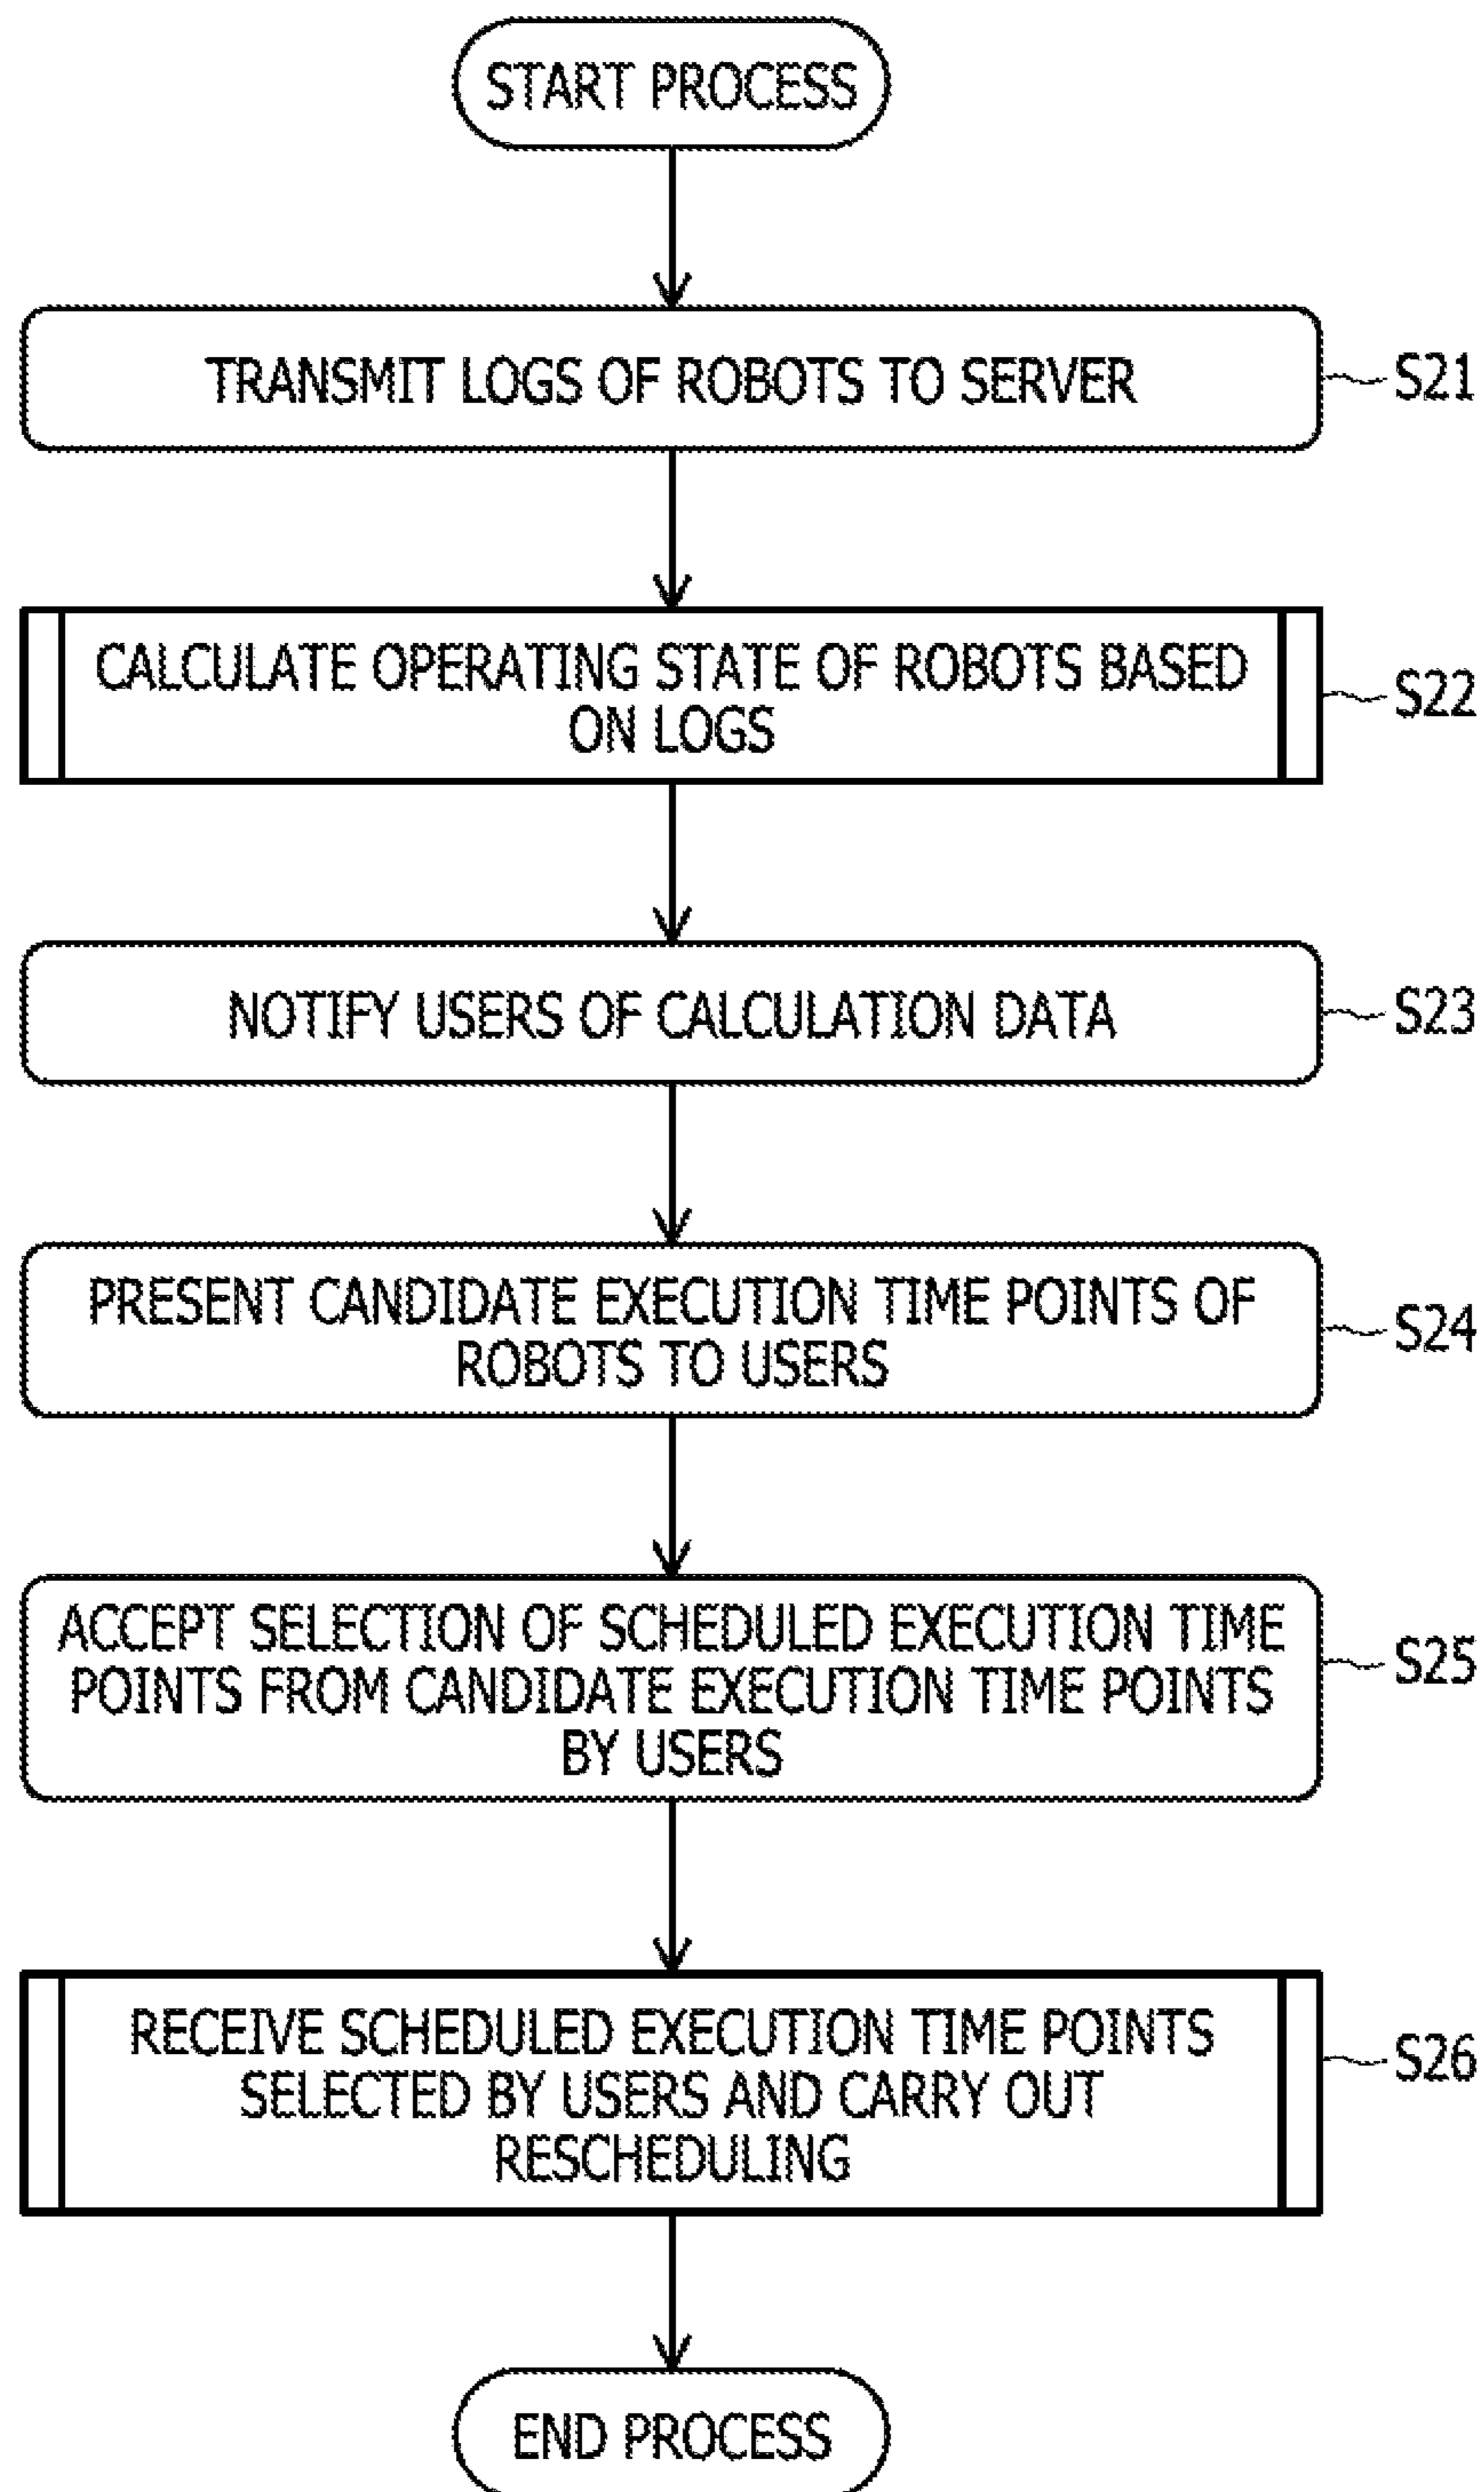 START PROCESS
TRANSMIT LOGS OF ROBOTS TO SERVER
S21
CALCULATE OPERATING STATE OF ROBOTS BASED
ON LOGS
S22
NOTIFY USERS OF CALCULATION DATA
S23
PRESENT CANDIDATE EXECUTION TIME POINTS OF
ROBOTS TO USERS
S24
ACCEPT SELECTION OF SCHEDULED EXECUTION TIME
POINTS FROM CANDIDATE EXECUTION TIME POINTS
BY USERS
S25
RECEIVE SCHEDULED EXECUTION TIME POINTS
SELECTED BY USERS AND CARRY OUT
RESCHEDULING
S26
END PROCESS